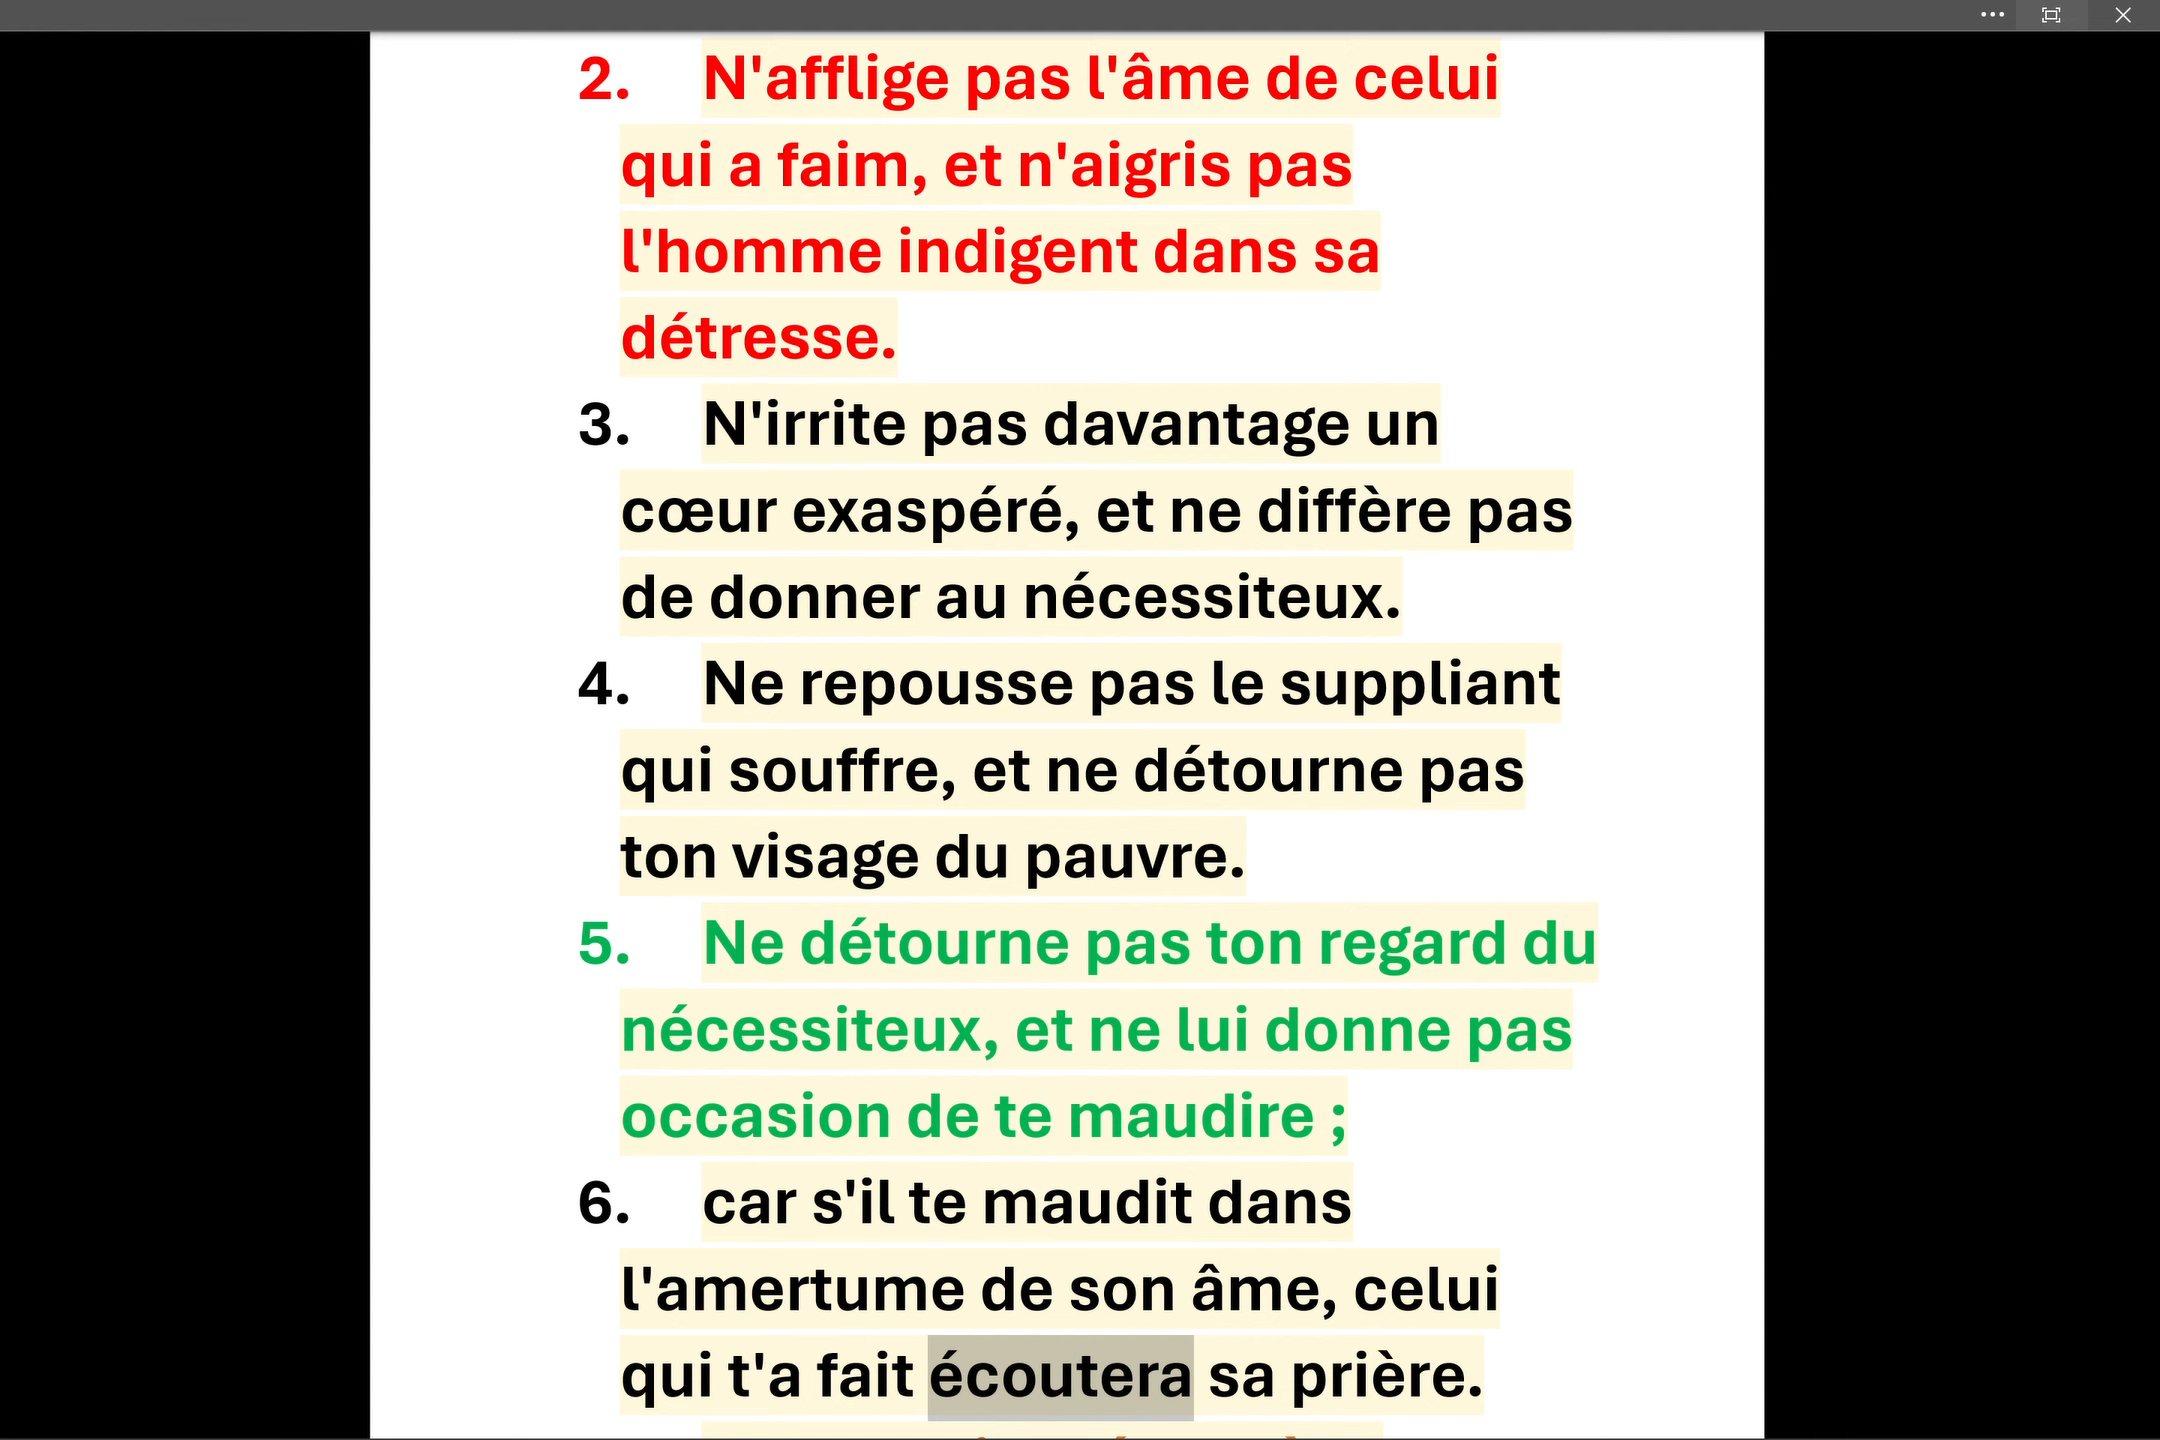 2. N'afflige pas l'âme de celui
qui a faim, et n'aigris pas
l'homme indigent dans sa
détresse.
3. N'irrite pas davantage un
cœur exaspéré, et ne diffère pas
de donner au nécessiteux.
4. Ne repousse pas le suppliant
qui souffre, et ne détourne pas
ton visage du pauvre.
5. Ne détourne pas ton regard du
nécessiteux, et ne lui donne pas
occasion de te maudire ;
6. car s'il te maudit dans
l'amertume de son âme, celui
qui t'a fait écoutera sa prière.